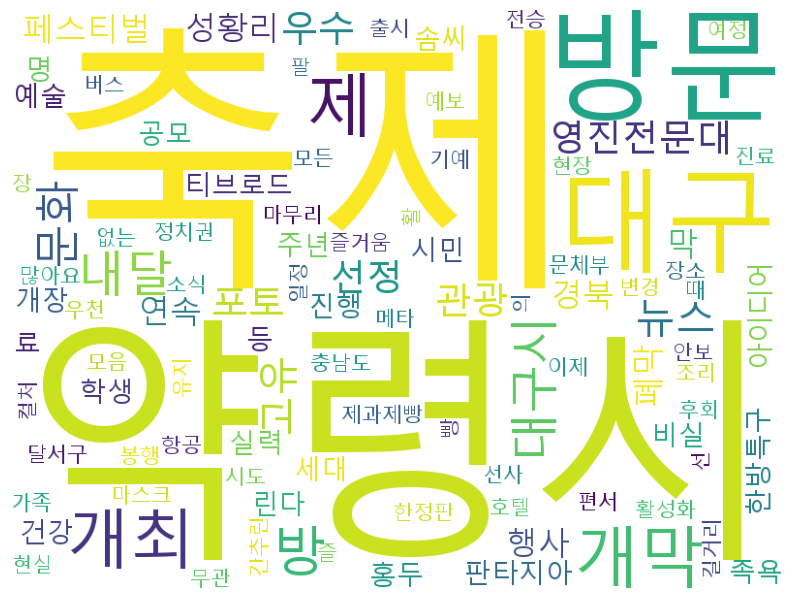 페스티벌
성황리
우수
출시
솜씨
전승
여정
축제
방문
명
예술
버스
팔
제
예보
공모
모든
기예
영진전문대
현장
진료
장
문화
티브로드
마무리
활
대구
없는
정치권
주년
즐거움
시민
막
많아요
내달
소식
일정
선정
문체부
장소
개장
우천
연속
포토
진행
메타
관광
의
경북
변경
때
아이디어
뉴스
약령시
료
모음
학생
유지
등
고유
충남도
대구시
이제
폐막
안보
조리
컬처
제과제빵
빵
후회
달서구
봉행
항공
실력
시도
세대
선사
비실
선
한방특구
가족
마스크
린다
한정판
호텔
편서
활성화
건강
개최
간추린
방
즐
행사
개막
길거리
현실
무관
홍두
판타지아
족욕